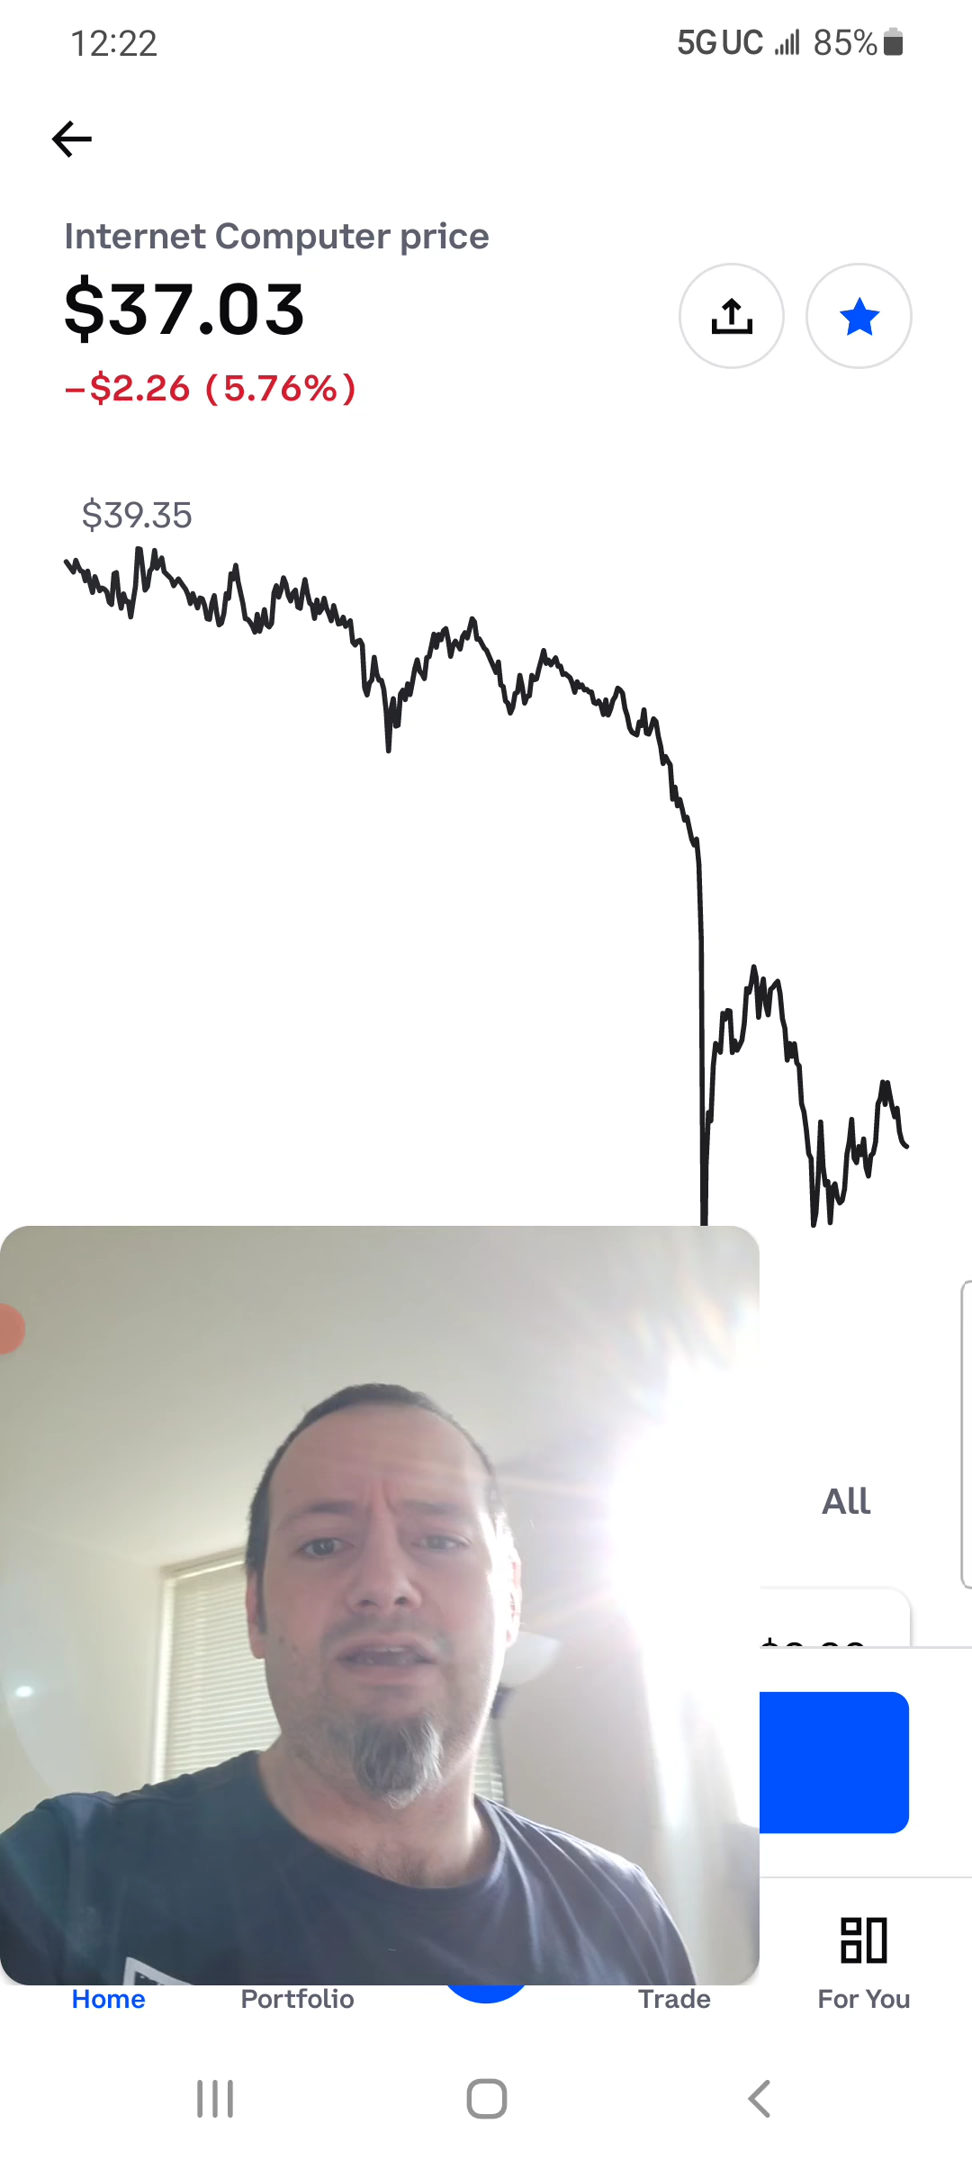 12:22 5G UC 85%
Internet Computer price
$37.03
−$2.26 (5.76%)
$39.35
All
Home Portfolio Trade For You